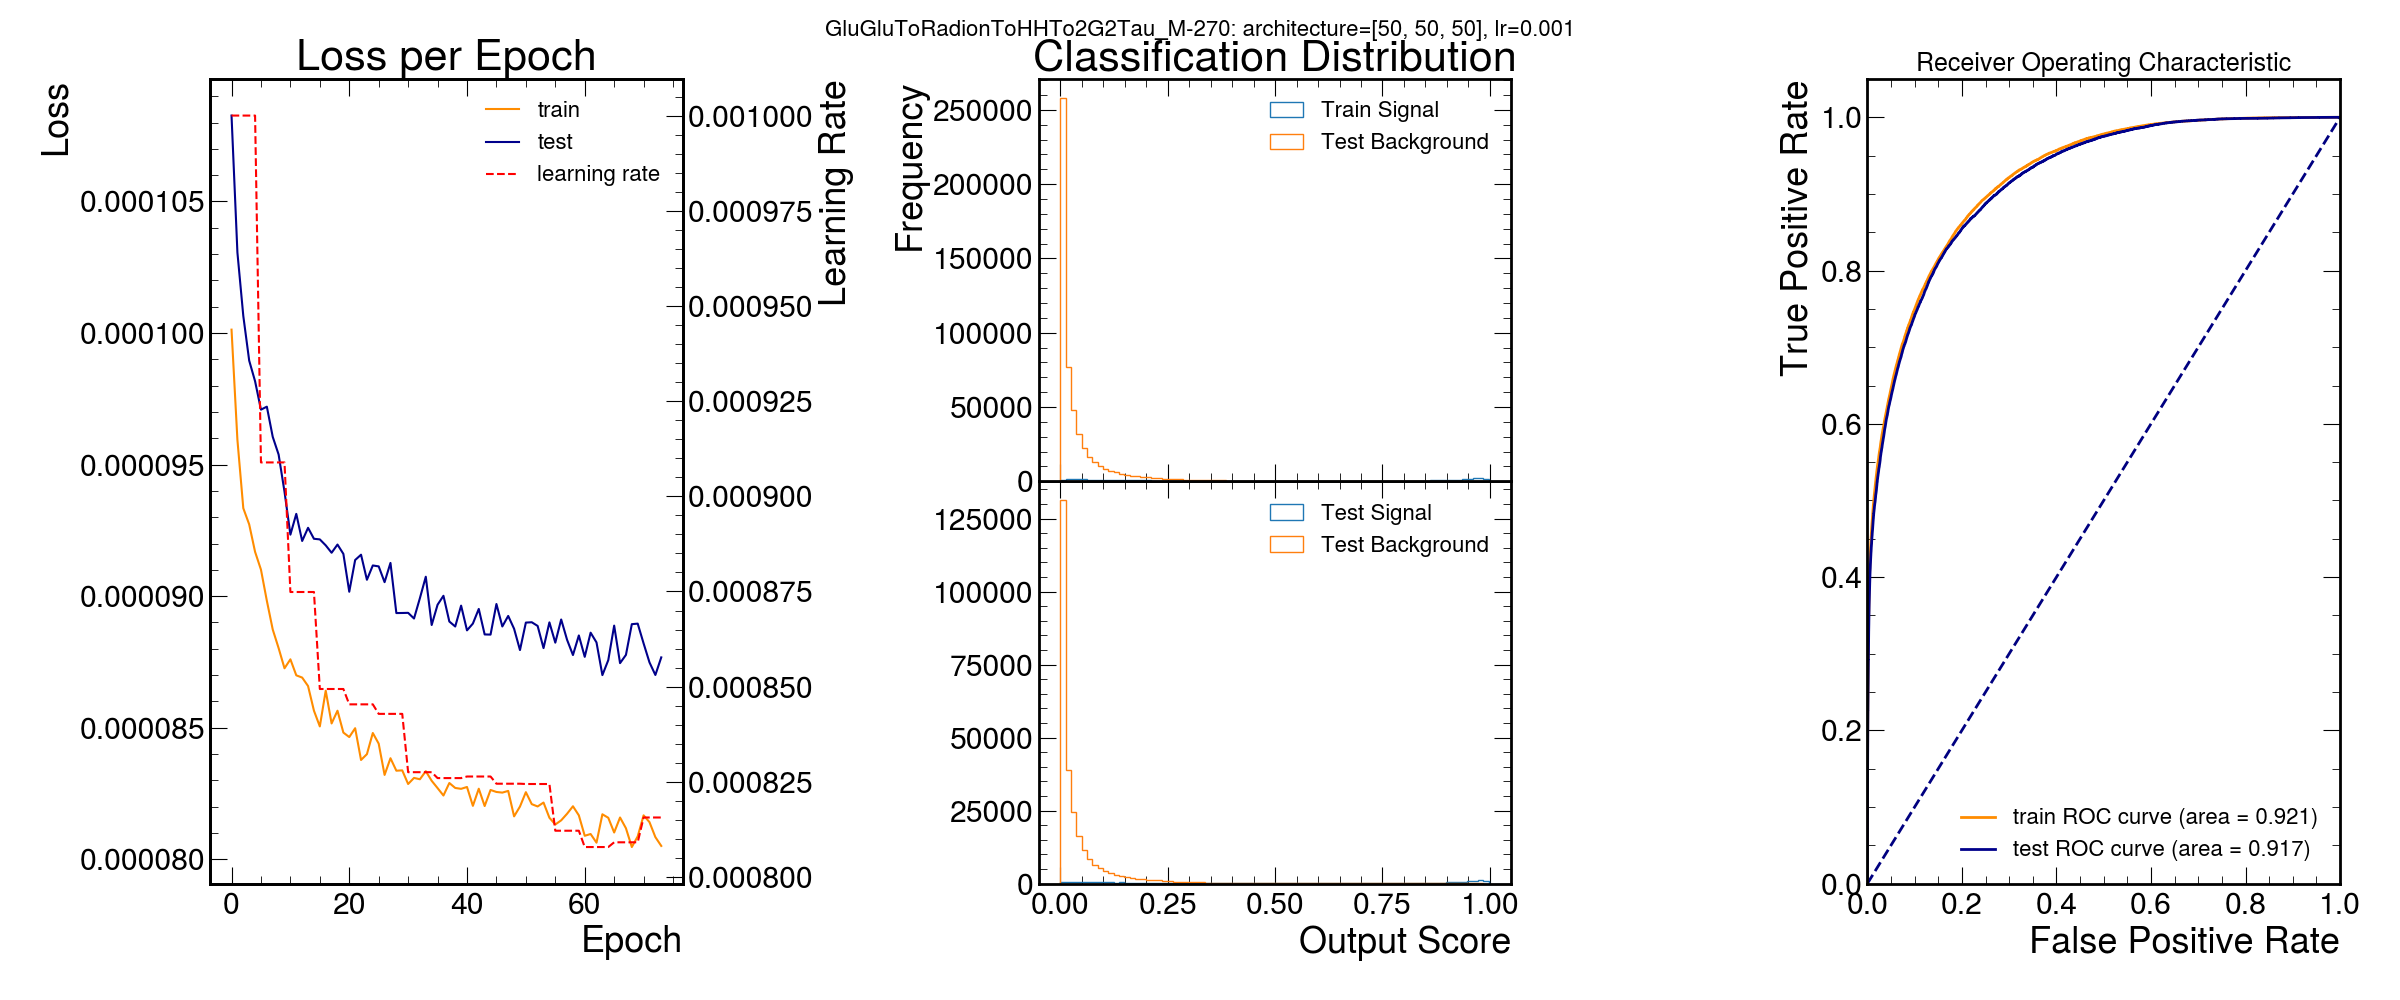 GluGluToRadionToHHTo2G2Tau_M-270: architecture=[50, 50, 50], lr=0.001
Loss per Epoch
Loss
0.000105
0.000100
0.000095
0.000090
0.000085
0.000080
train
test
learning rate
0.001000
0.000975
0.000950
0.000925
0.000900
0.000875
0.000850
0.000825
0.000800
Learning Rate
0 20 40 60
Epoch
Classification Distribution
Frequency
250000
200000
150000
100000
50000
0
Train Signal
Test Background
125000
100000
75000
50000
25000
0
Test Signal
Test Background
0.00 0.25 0.50 0.75 1.00
Output Score
Receiver Operating Characteristic
True Positive Rate
1.0
0.8
0.6
0.4
0.2
0.0
train ROC curve (area = 0.921)
test ROC curve (area = 0.917)
0.0 0.2 0.4 0.6 0.8 1.0
False Positive Rate